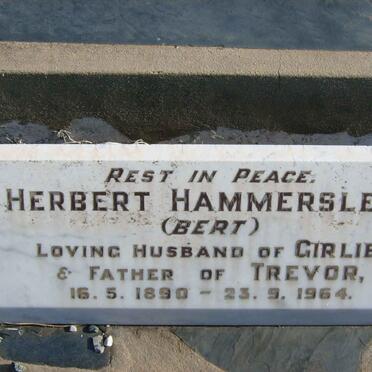 REST IN PEACE.
HERBERT HAMMERSLE
(BERT)
LOVING HUSBAND OF GIRLIE
& FATHER OF TREVOR,
16. 5. 1890 - 23. 9. 1964.